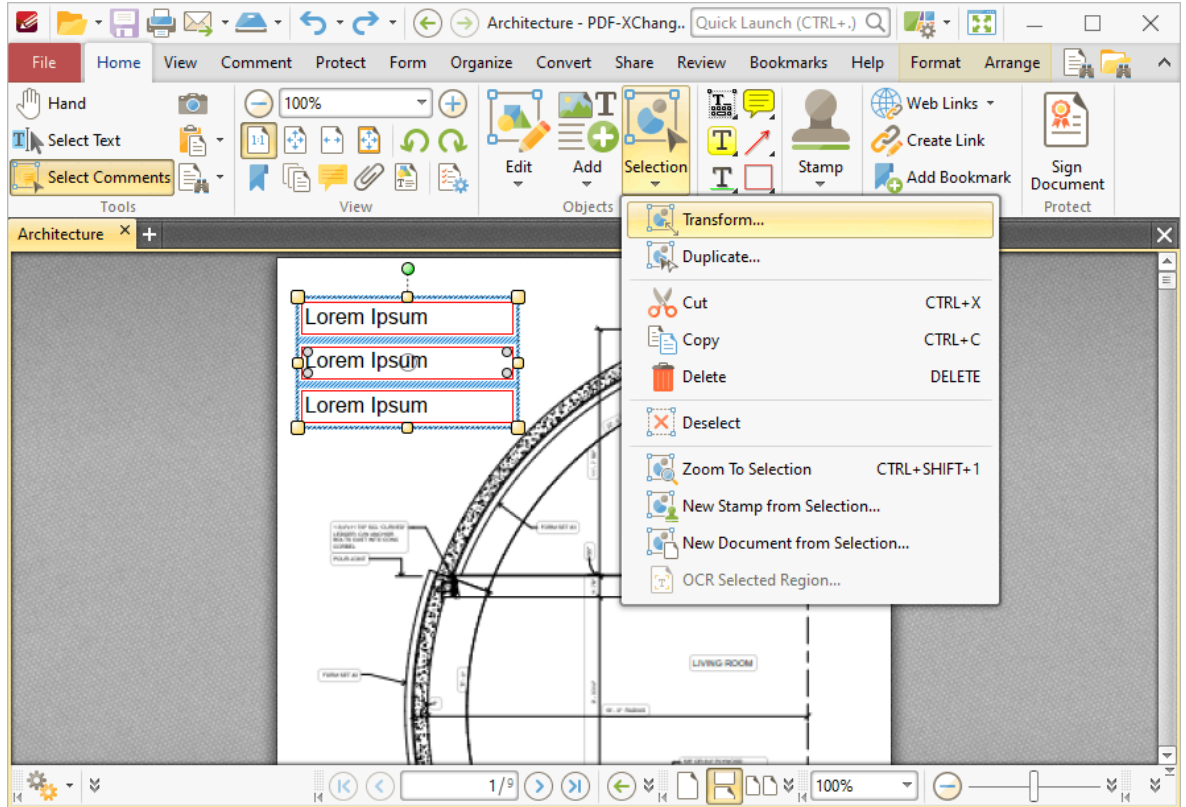 Architecture - PDF-XChang.. Quick Launch (CTRL+.)
File Home View Comment Protect Form Organize Convert Share Review Bookmarks Help Format Arrange
Hand 100% Web Links
Select Text Create Link
Select Comments Edit Add Selection Stamp Add Bookmark Sign Document
Tools View Objects Protect
Architecture
Transform...
Duplicate...
Cut CTRL+X
Copy CTRL+C
Delete DELETE
Deselect
Zoom To Selection CTRL+SHIFT+1
New Stamp from Selection...
New Document from Selection...
OCR Selected Region...
Lorem Ipsum
Lorem Ipsum
Lorem Ipsum
LIVING ROOM
1/9 100%